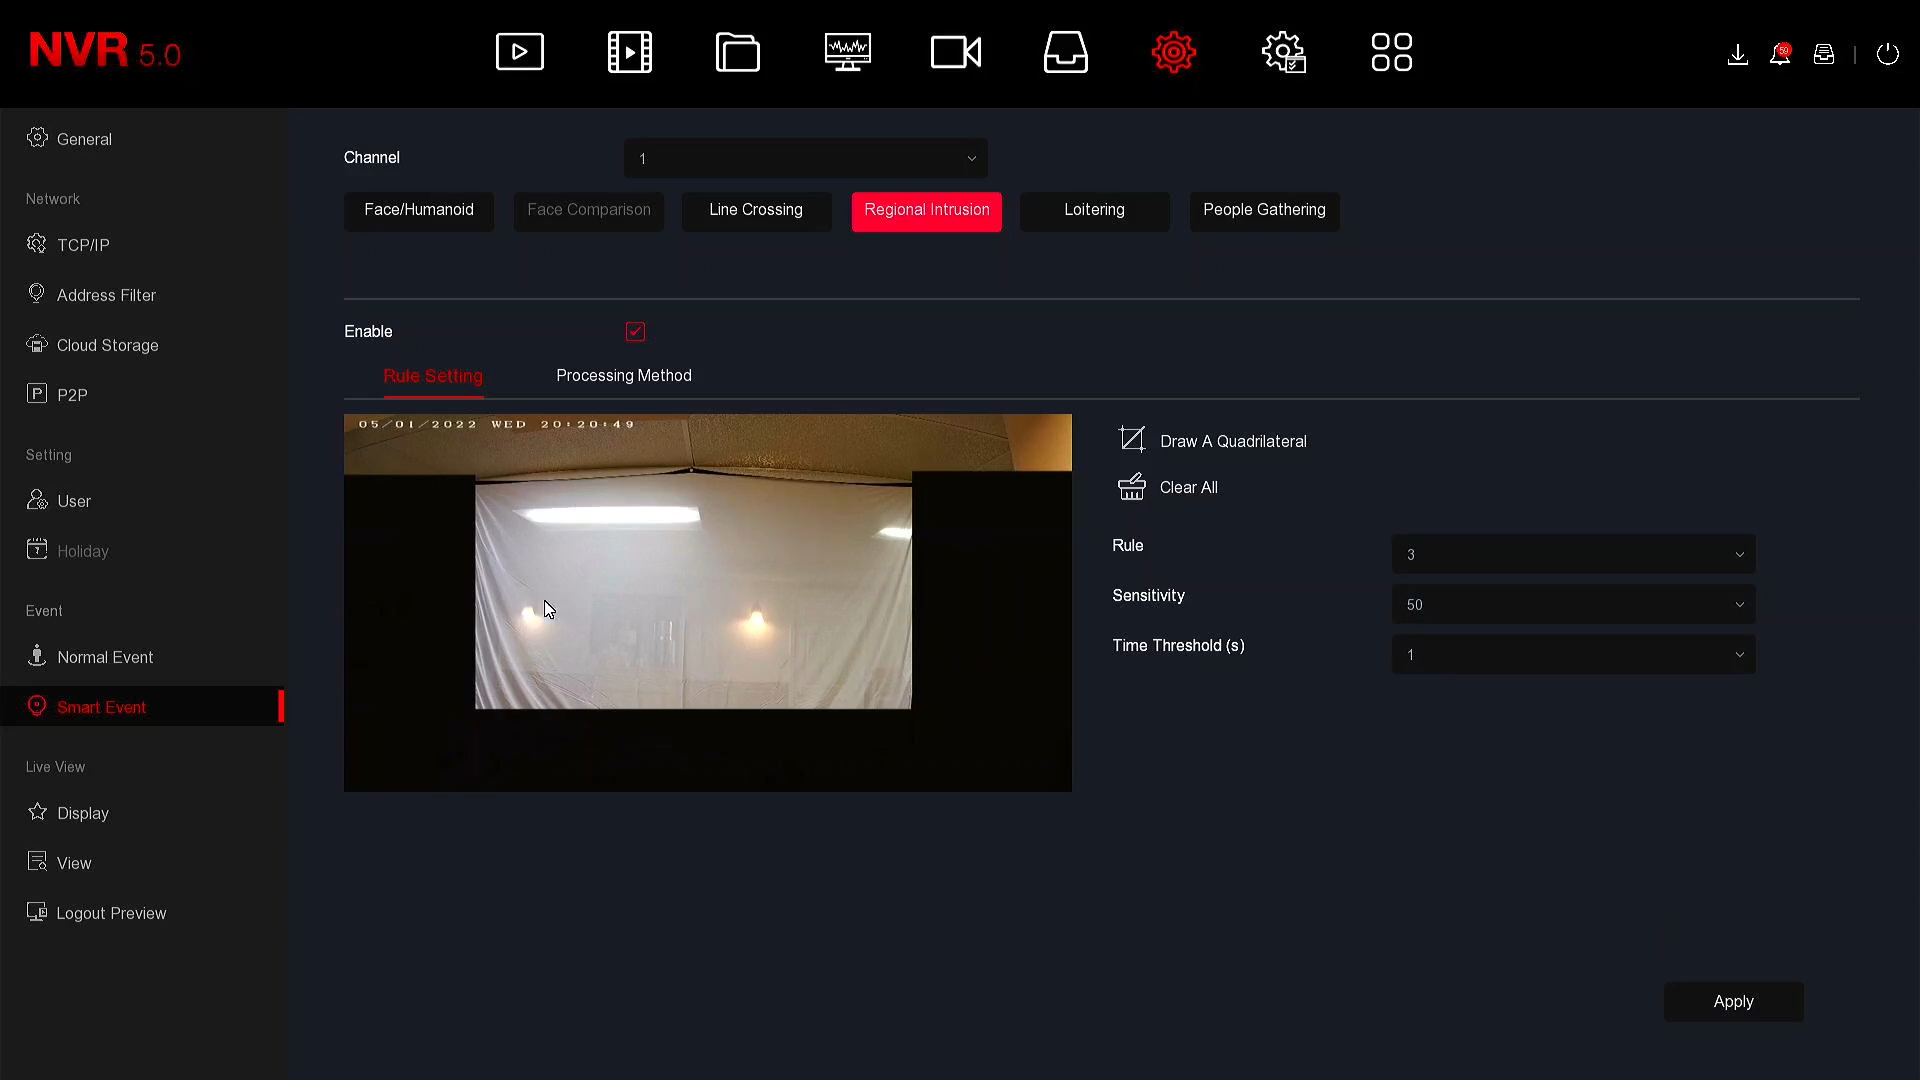 NVR 5.0
59
General
Network
TCP/IP
Address Filter
Cloud Storage
P2P
Setting
User
Holiday
Event
Normal Event
Smart Event
Live View
Display
View
Logout Preview
Channel
1
Face/Humanoid
Face Comparison
Line Crossing
Regional Intrusion
Loitering
People Gathering
Enable
Rule Setting
Processing Method
05/01/2022 WED 20:20:49
Draw A Quadrilateral
Clear All
Rule
3
Sensitivity
50
Time Threshold (s)
1
Apply